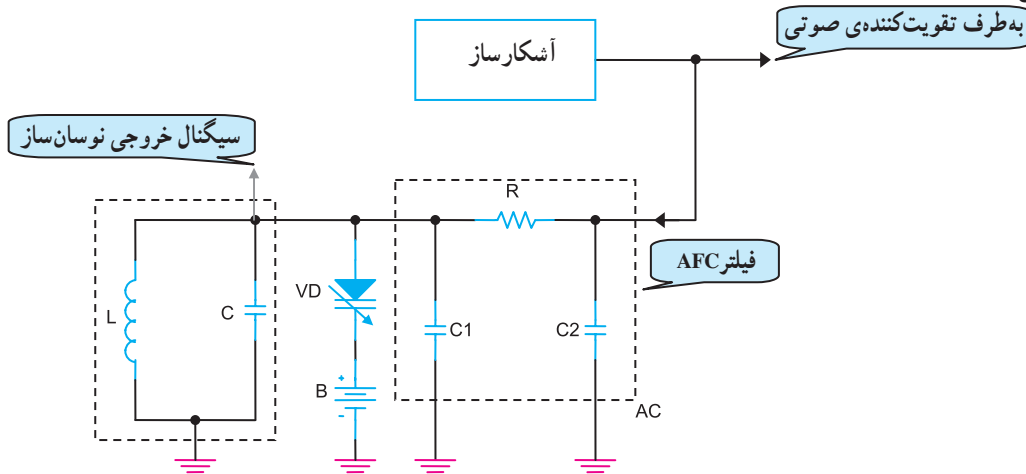 به‌طرف تقویت‌کننده‌ی صوتی
آشکارساز
سیگنال خروجی نوسان‌ساز
R
فیلتر AFC
VD
L
C
C1
C2
B
+
-
AC